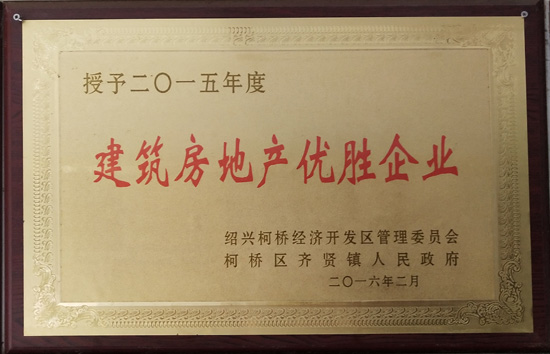 授予二〇一五年度
建筑房地产优胜企业
绍兴柯桥经济开发区管理委员会
柯桥区齐贤镇人民政府
二〇一六年二月